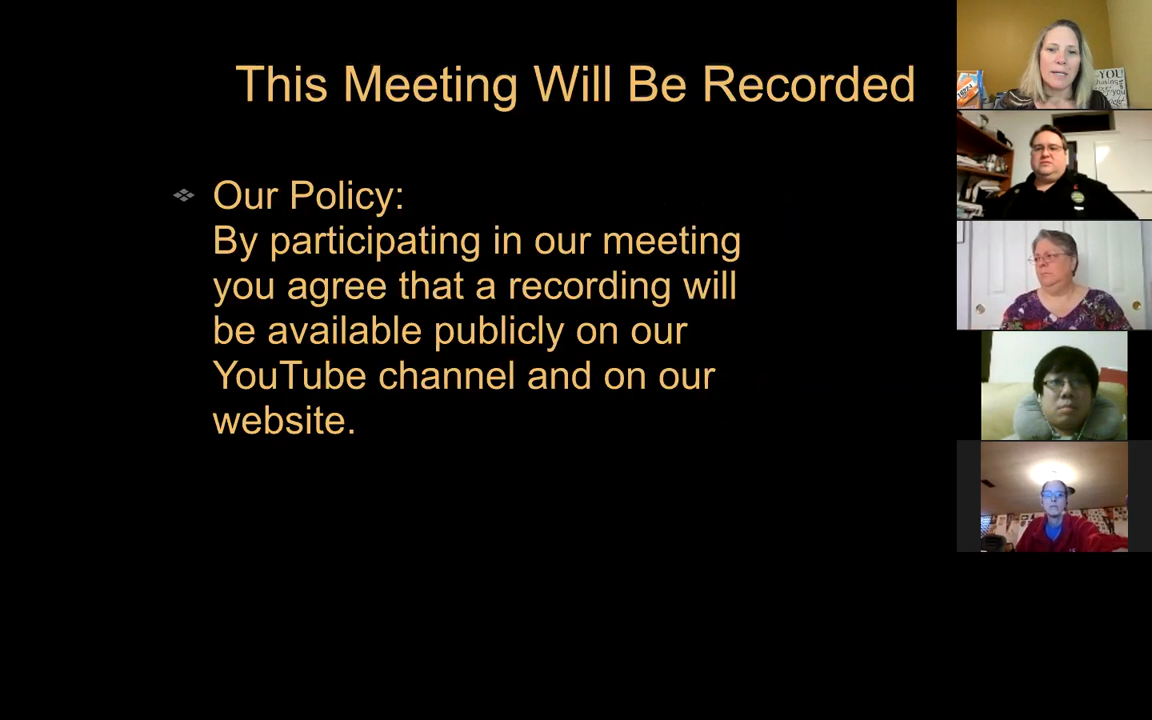 This Meeting Will Be Recorded
Our Policy:
By participating in our meeting
you agree that a recording will
be available publicly on our
YouTube channel and on our
website.
YOU